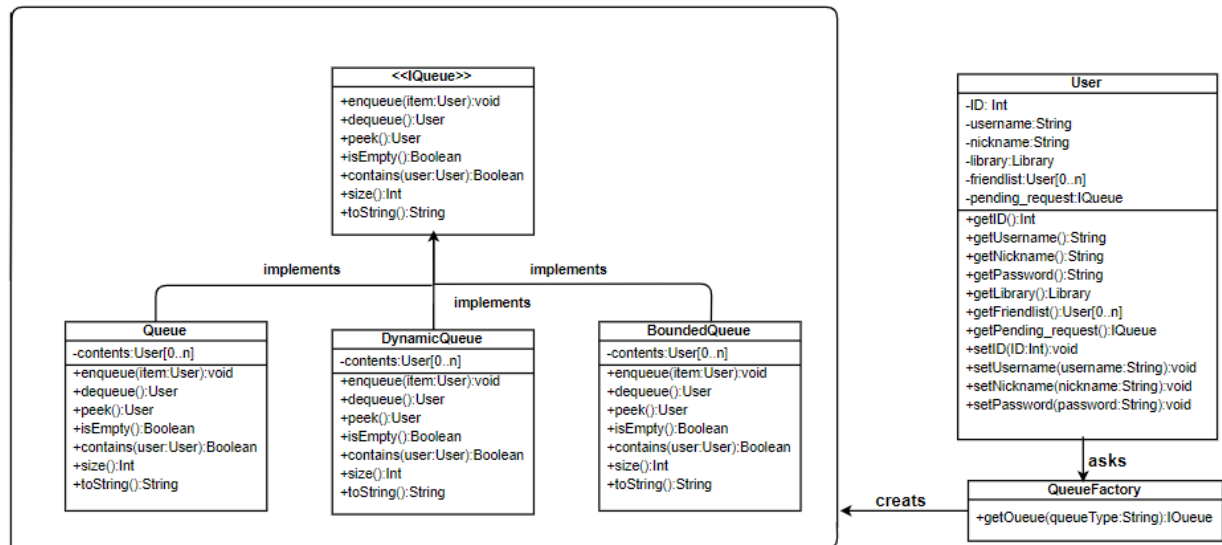 <<IQueue>>
+enqueue(item:User):void
+dequeue():User
+peek():User
+isEmpty():Boolean
+contains(user:User):Boolean
+size():Int
+toString():String
implements
implements
implements
Queue
-contents:User[0..n]
+enqueue(item:User):void
+dequeue():User
+peek():User
+isEmpty():Boolean
+contains(user:User):Boolean
+size():Int
+toString():String
DynamicQueue
-contents:User[0..n]
+enqueue(item:User):void
+dequeue():User
+peek():User
+isEmpty():Boolean
+contains(user:User):Boolean
+size():Int
+toString():String
BoundedQueue
-contents:User[0..n]
+enqueue(item:User):void
+dequeue():User
+peek():User
+isEmpty():Boolean
+contains(user:User):Boolean
+size():Int
+toString():String
User
-ID: Int
-username:String
-nickname:String
-library:Library
-friendlist:User[0..n]
-pending_request:IQueue
+getID():Int
+getUsername():String
+getNickname():String
+getPassword():String
+getLibrary():Library
+getFriendlist():User[0..n]
+getPending_request():IQueue
+setID(ID:Int):void
+setUsername(username:String):void
+setNickname(nickname:String):void
+setPassword(password:String):void
asks
creats
QueueFactory
+getQueue(queueType:String):IQueue